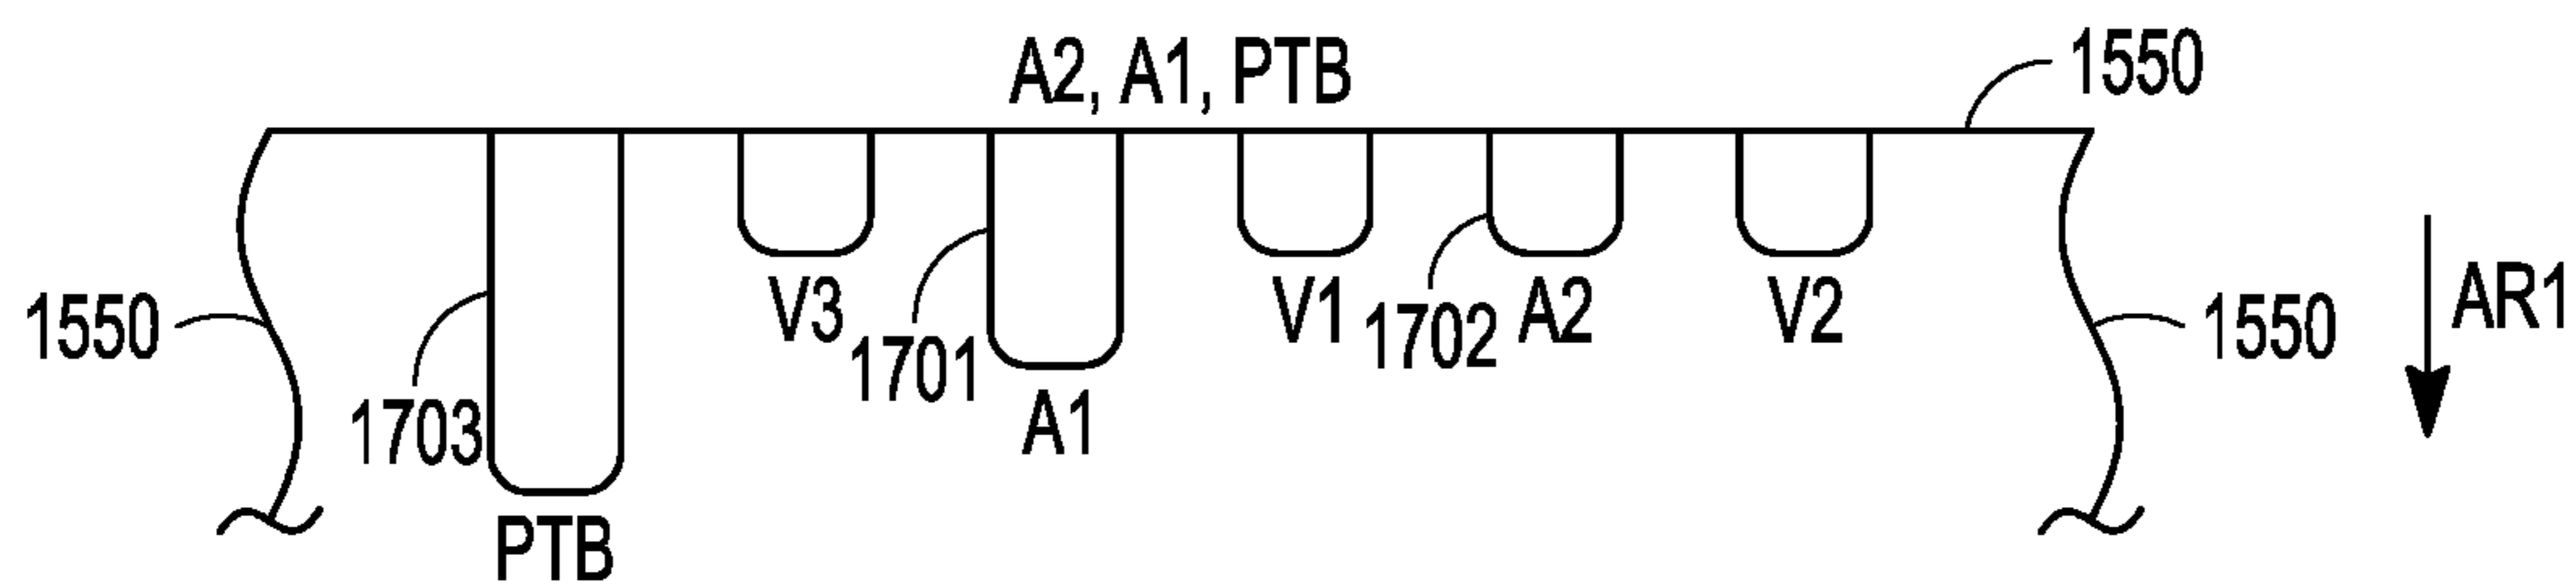 A2, A1, PTB
1550
1550
1703
PTB
V3
1701
A1
V1
1702
A2
V2
1550
AR1